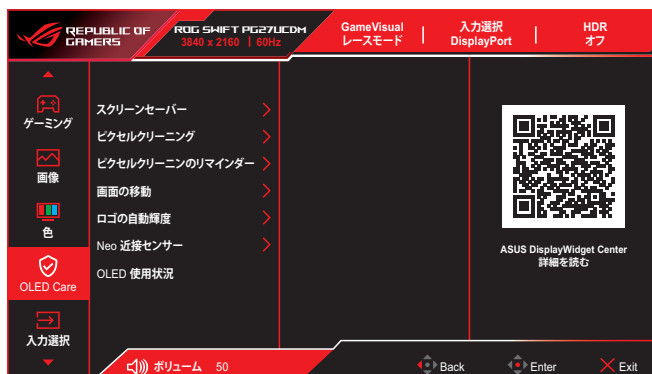 REPUBLIC OF
GAMERS
ROG SWIFT PG27UCDM
3840 x 2160 | 60Hz
GameVisual
レースモード
入力選択
DisplayPort
HDR
オフ
ゲーミング
画像
色
OLED Care
入力選択
スクリーンセーバー
ピクセルクリーニング
ピクセルクリーニンのリマインダー
画面の移動
ロゴの自動輝度
Neo 近接センサー
OLED 使用状況
ASUS DisplayWidget Center
詳細を読む
ボリューム 50
Back
Enter
Exit